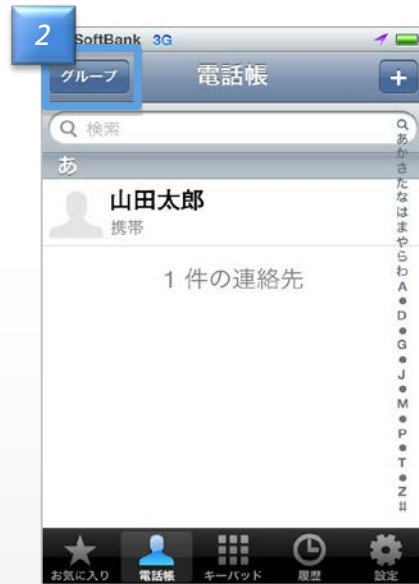 2
SoftBank 3G
グループ 電話帳 +
検索
あ
山田太郎
携帯
1 件の連絡先
あ
か
さ
た
な
は
ま
や
ら
わ
A
●
D
●
G
●
J
●
M
●
P
●
T
●
Z
#
お気に入り 電話帳 キーパッド 履歴 設定